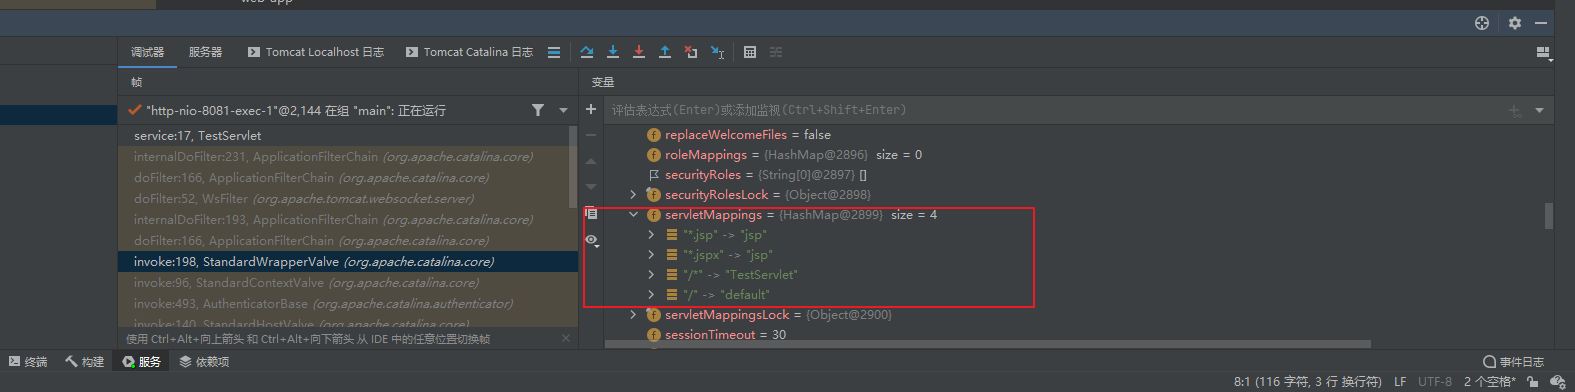 web-app
调试器 服务器 Tomcat Localhost 日志 Tomcat Catalina 日志
帧
变量
"http-nio-8081-exec-1"@2,144 在组 "main": 正在运行
评估表达式(Enter)或添加监视(Ctrl+Shift+Enter)
service:17, TestServlet
internalDoFilter:231, ApplicationFilterChain (org.apache.catalina.core)
doFilter:166, ApplicationFilterChain (org.apache.catalina.core)
doFilter:52, WsFilter (org.apache.tomcat.websocket.server)
internalDoFilter:193, ApplicationFilterChain (org.apache.catalina.core)
doFilter:166, ApplicationFilterChain (org.apache.catalina.core)
invoke:198, StandardWrapperValve (org.apache.catalina.core)
invoke:96, StandardContextValve (org.apache.catalina.core)
invoke:493, AuthenticatorBase (org.apache.catalina.authenticator)
invoke:140, StandardHostValve (org.apache.catalina.core)
使用 Ctrl+Alt+向上箭头 和 Ctrl+Alt+向下箭头 从 IDE 中的任意位置切换帧
replaceWelcomeFiles = false
roleMappings = {HashMap@2896} size = 0
securityRoles = {String[0]@2897} []
securityRolesLock = {Object@2898}
servletMappings = {HashMap@2899} size = 4
"*.jsp" -> "jsp"
"*.jspx" -> "jsp"
"/*" -> "TestServlet"
"/" -> "default"
servletMappingsLock = {Object@2900}
sessionTimeout = 30
终端 构建 服务 依赖项
事件日志
8:1 (116 字符, 3 行 换行符) LF UTF-8 2 个空格*